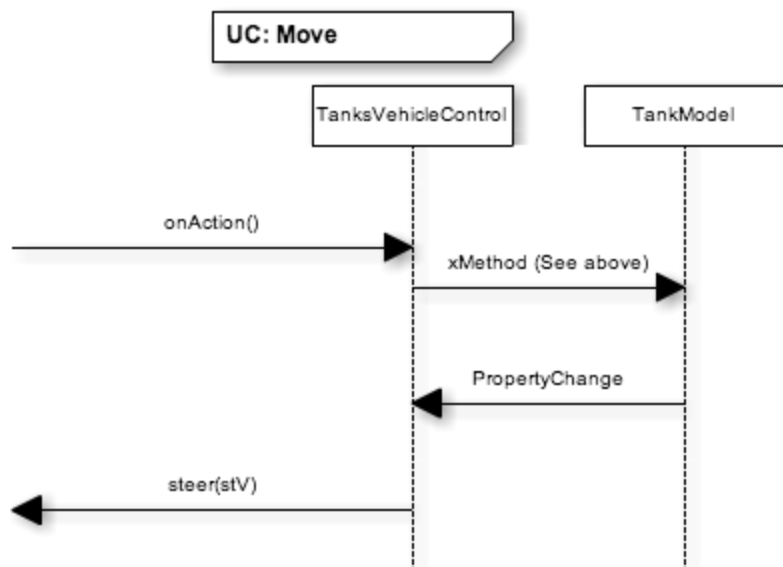 UC: Move
TanksVehicleControl
TankModel
onAction()
xMethod (See above)
PropertyChange
steer(stV)